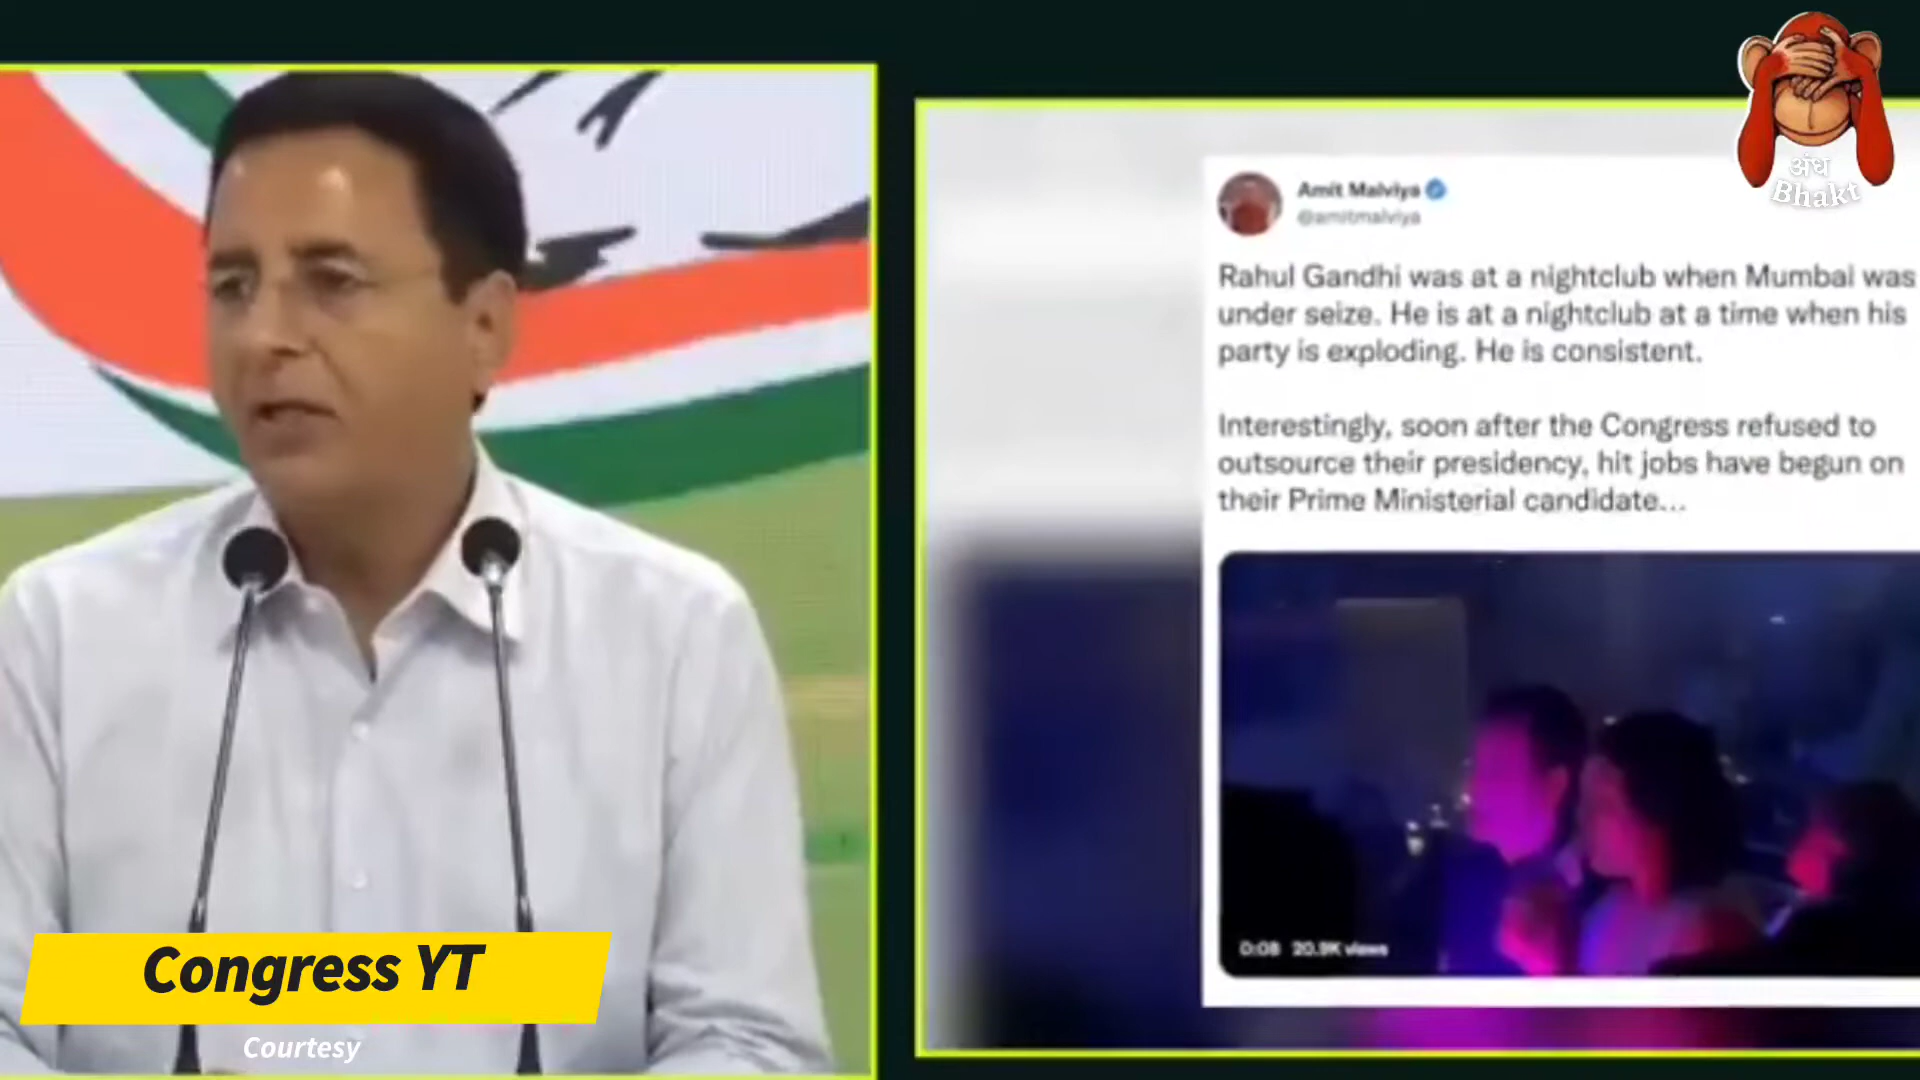 अंध
Bhakt
Amit Malviya
@amitmalviya
Rahul Gandhi was at a nightclub when Mumbai was
under seize. He is at a nightclub at a time when his
party is exploding. He is consistent.
Interestingly, soon after the Congress refused to
outsource their presidency, hit jobs have begun on
their Prime Ministerial candidate...
0:08 20.9K views
Congress YT
Courtesy